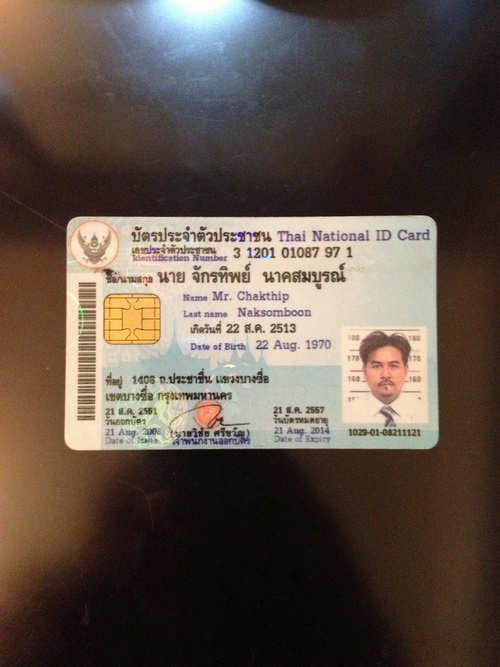 บัตรประจำตัวประชาชน Thai National ID Card
เลขประจำตัวประชาชน
Identification Number 3 1201 01087 97 1
ชื่อ/นามสกุล นาย จักรทิพย์ นาคสมบูรณ์
Name Mr. Chakthip
Last name Naksomboon
เกิดวันที่ 22 ส.ค. 2513
Date of Birth 22 Aug. 1970
ที่อยู่ 1408 ถ.ประชาชื่น แขวงบางซื่อ
เขตบางซื่อ กรุงเทพมหานคร
21 ส.ค. 2551
วันออกบัตร
21 Aug. 2008
Date of Issue
เจ้าพนักงานออกบัตร
21 ส.ค. 2557
วันบัตรหมดอายุ
21 Aug. 2014
Date of Expiry
180 180
170 170
160 160
1029-01-08211121